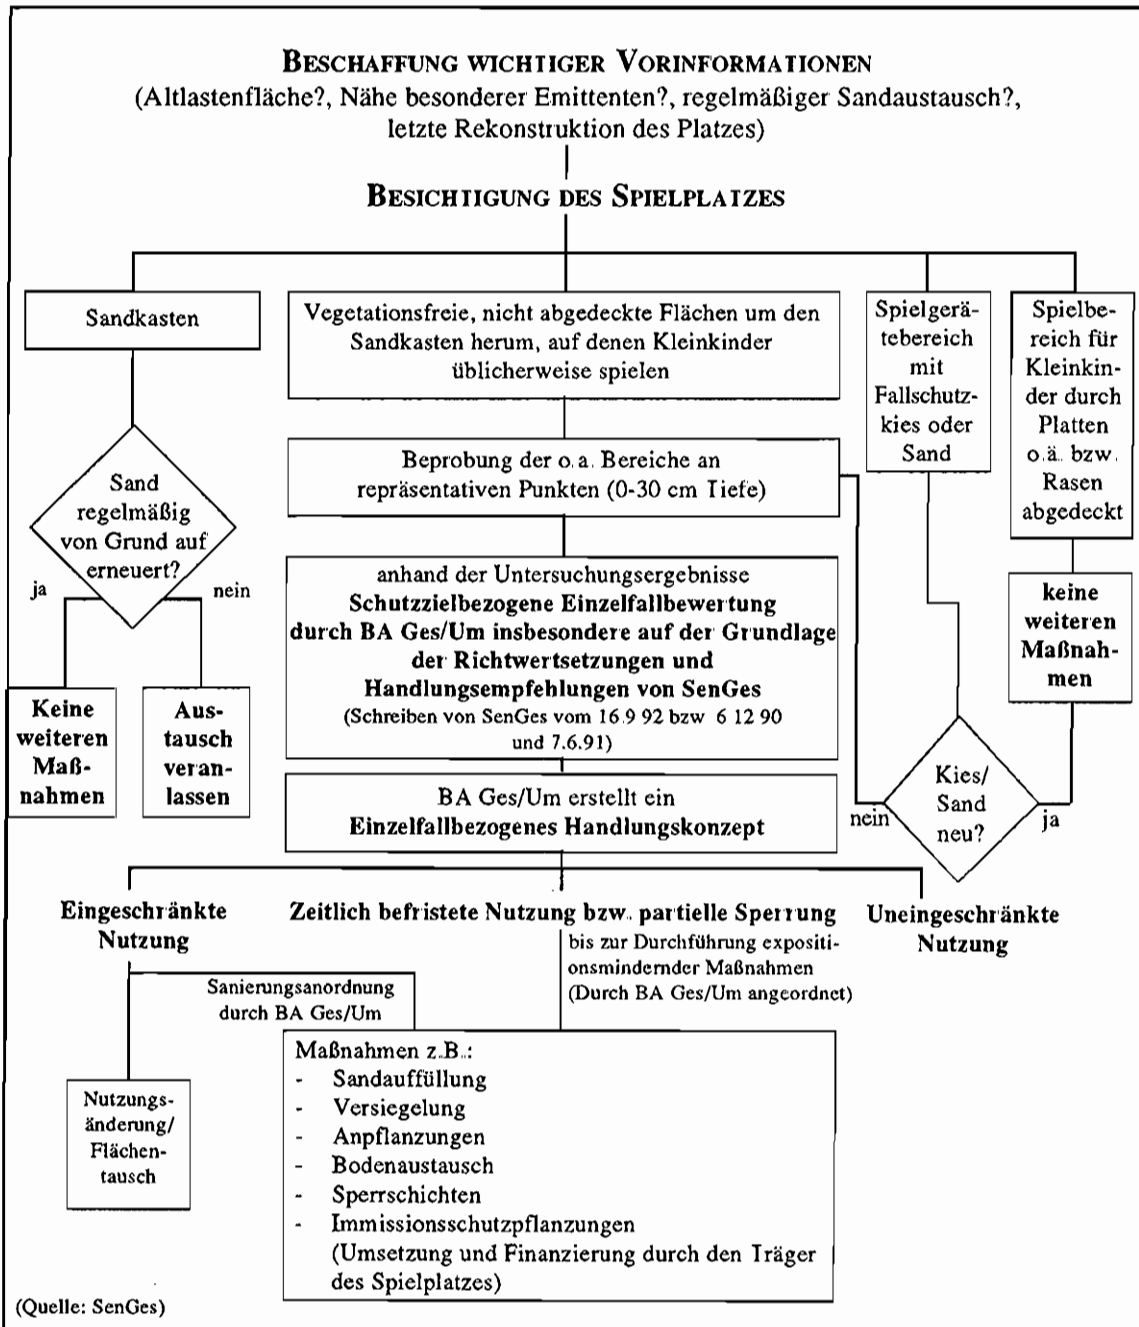 BESCHAFFUNG WICHTIGER VORINFORMATIONEN
(Altlastenfläche?, Nähe besonderer Emittenten?, regelmäßiger Sandaustausch?,
letzte Rekonstruktion des Platzes)
BESICHTIGUNG DES SPIELPLATZES
Sandkasten
Sand
regelmäßig
von Grund auf
erneuert?
ja
nein
Keine
weiteren
Maß-
nahmen
Aus-
tausch
veran-
lassen
Vegetationsfreie, nicht abgedeckte Flächen um den
Sandkasten herum, auf denen Kleinkinder
üblicherweise spielen
Beprobung der o.a. Bereiche an
repräsentativen Punkten (0-30 cm Tiefe)
anhand der Untersuchungsergebnisse
Schutzzielbezogene Einzelfallbewertung
durch BA Ges/Um insbesondere auf der Grundlage
der Richtwertsetzungen und
Handlungsempfehlungen von SenGes
(Schreiben von SenGes vom 16.9 92 bzw 6 12 90
und 7.6.91)
BA Ges/Um erstellt ein
Einzelfallbezogenes Handlungskonzept
Spielgerä-
tebereich
mit
Fallschutz-
kies oder
Sand
Spielbe-
reich für
Kleinkin-
der durch
Platten
o.ä. bzw.
Rasen
abgedeckt
keine
weiteren
Maßnah-
men
Kies/
Sand
neu?
nein
ja
Eingeschränkte
Nutzung
Zeitlich befristete Nutzung bzw. partielle Sperrung
bis zur Durchführung expositi-
onsmindernder Maßnahmen
(Durch BA Ges/Um angeordnet)
Uneingeschränkte
Nutzung
Sanierungsanordnung
durch BA Ges/Um
Nutzungs-
änderung/
Flächen-
tausch
Maßnahmen z.B.:
- Sandauffüllung
- Versiegelung
- Anpflanzungen
- Bodenaustausch
- Sperrschichten
- Immissionsschutzpflanzungen
(Umsetzung und Finanzierung durch den Träger
des Spielplatzes)
(Quelle: SenGes)